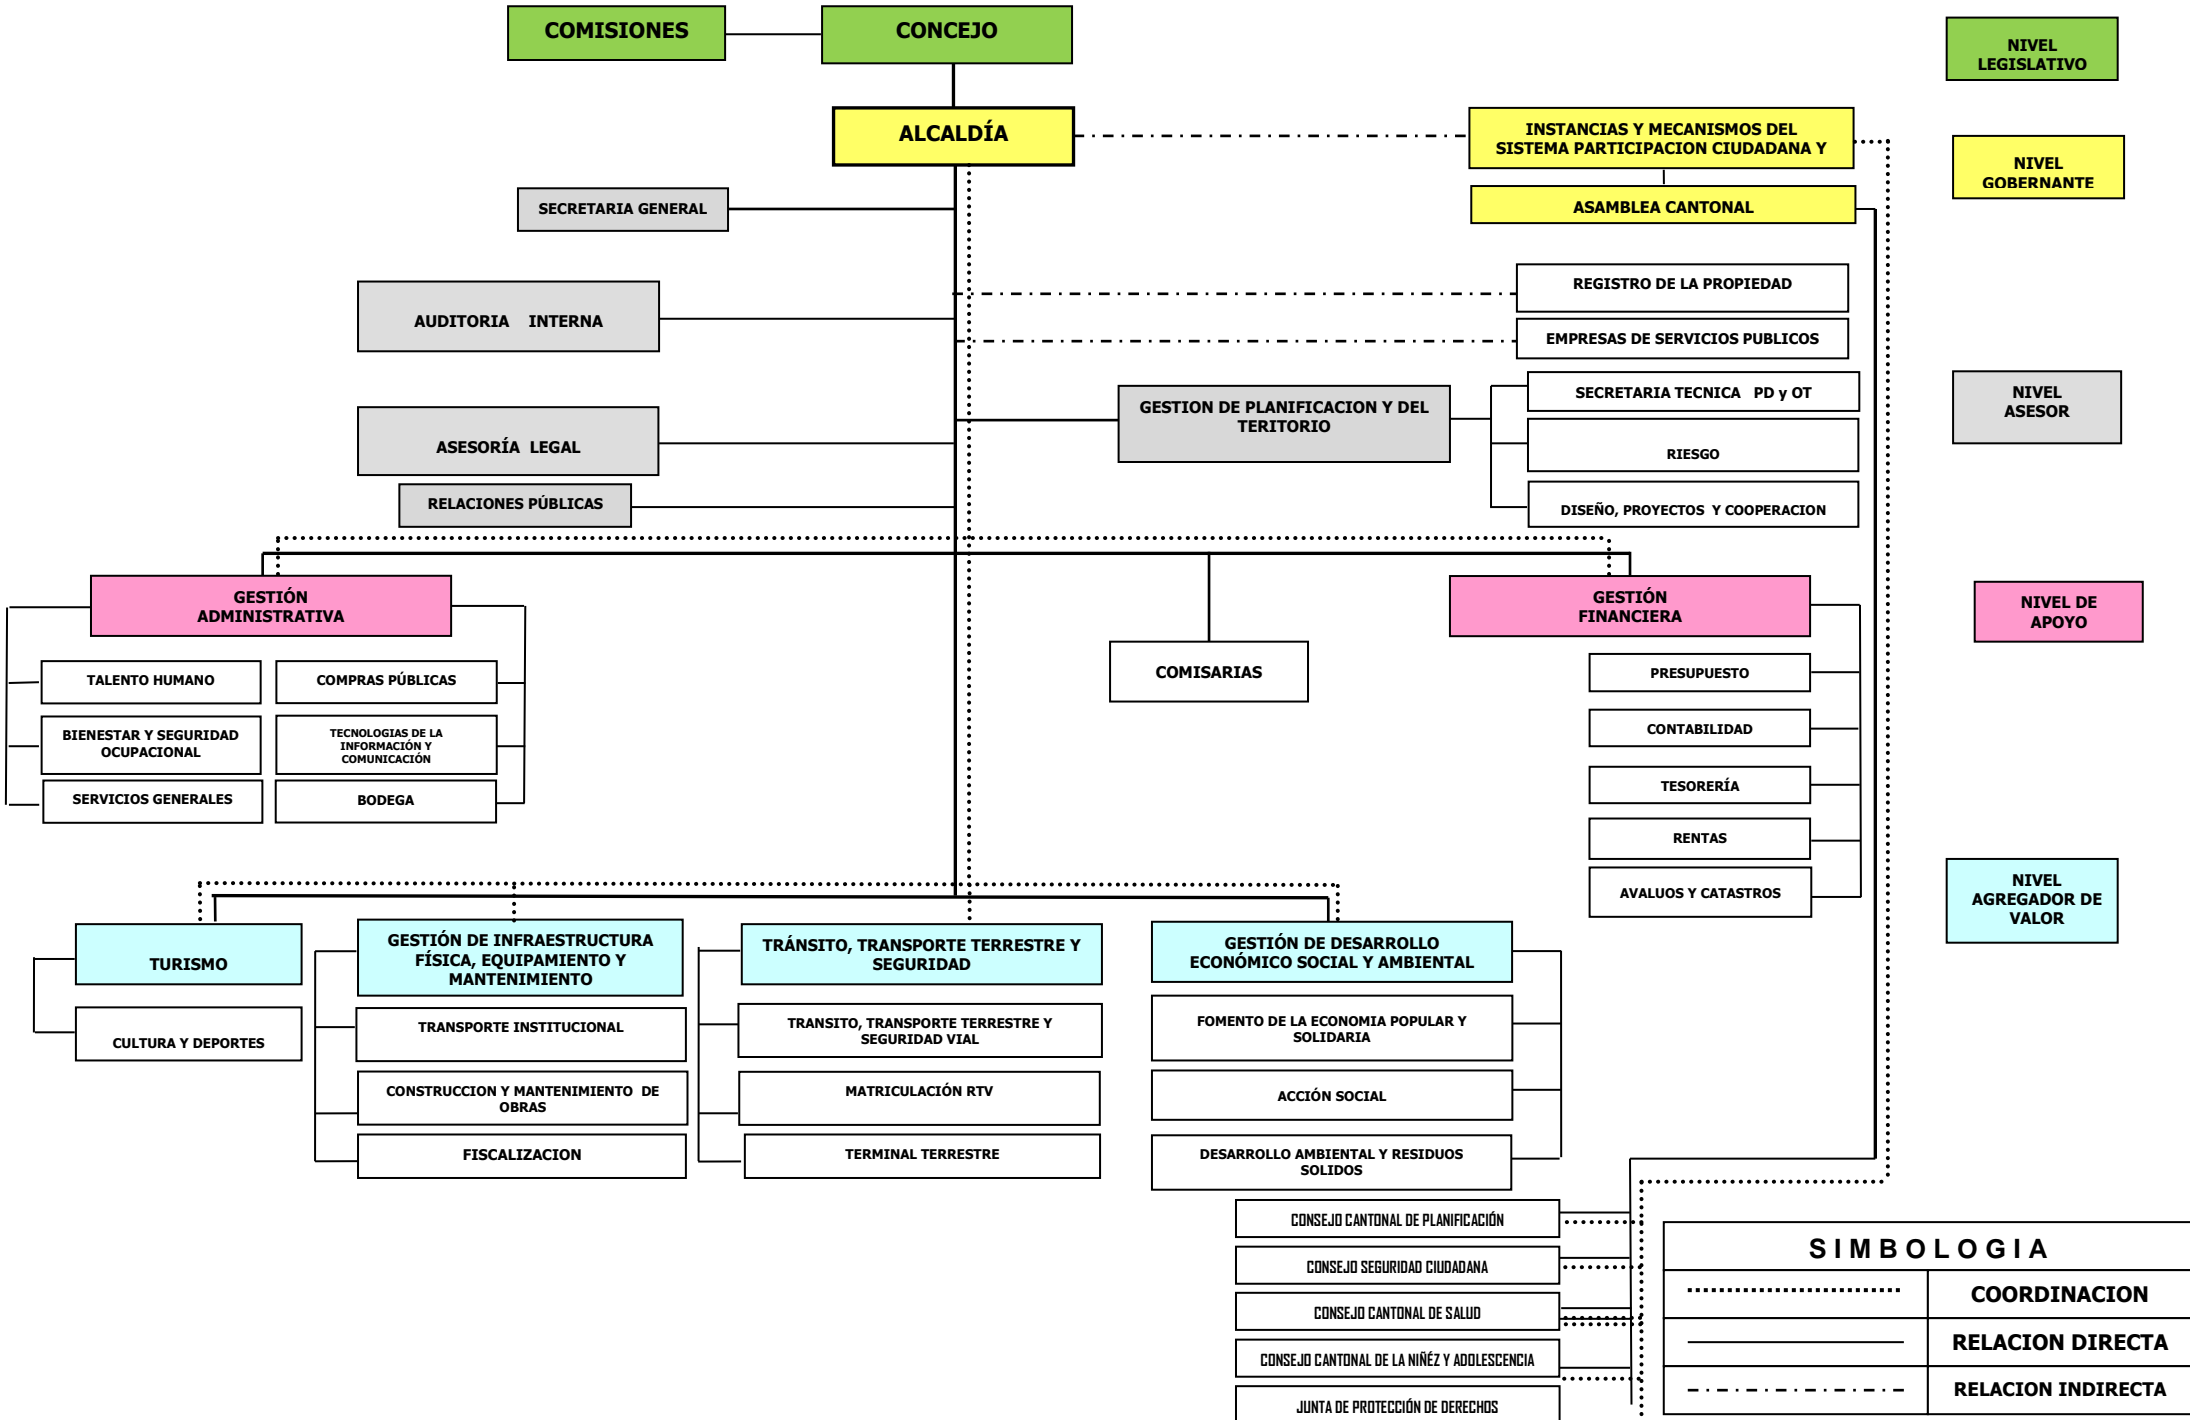 COMISIONES
CONCEJO
NIVEL
LEGISLATIVO
ALCALDÍA
INSTANCIAS Y MECANISMOS DEL
SISTEMA PARTICIPACION CIUDADANA Y
NIVEL
GOBERNANTE
SECRETARIA GENERAL
ASAMBLEA CANTONAL
REGISTRO DE LA PROPIEDAD
AUDITORIA INTERNA
EMPRESAS DE SERVICIOS PUBLICOS
GESTION DE PLANIFICACION Y DEL
TERITORIO
SECRETARIA TECNICA PD y OT
NIVEL
ASESOR
ASESORÍA LEGAL
RIESGO
RELACIONES PÚBLICAS
DISEÑO, PROYECTOS Y COOPERACION
GESTIÓN
ADMINISTRATIVA
GESTIÓN
FINANCIERA
NIVEL DE
APOYO
TALENTO HUMANO
COMPRAS PÚBLICAS
COMISARIAS
PRESUPUESTO
BIENESTAR Y SEGURIDAD
OCUPACIONAL
TECNOLOGIAS DE LA
INFORMACIÓN Y
COMUNICACIÓN
CONTABILIDAD
SERVICIOS GENERALES
BODEGA
TESORERÍA
RENTAS
AVALUOS Y CATASTROS
NIVEL
AGREGADOR DE
VALOR
TURISMO
GESTIÓN DE INFRAESTRUCTURA
FÍSICA, EQUIPAMIENTO Y
MANTENIMIENTO
TRÁNSITO, TRANSPORTE TERRESTRE Y
SEGURIDAD
GESTIÓN DE DESARROLLO
ECONÓMICO SOCIAL Y AMBIENTAL
CULTURA Y DEPORTES
TRANSPORTE INSTITUCIONAL
TRANSITO, TRANSPORTE TERRESTRE Y
SEGURIDAD VIAL
FOMENTO DE LA ECONOMIA POPULAR Y
SOLIDARIA
CONSTRUCCION Y MANTENIMIENTO DE
OBRAS
MATRICULACIÓN RTV
ACCIÓN SOCIAL
FISCALIZACION
TERMINAL TERRESTRE
DESARROLLO AMBIENTAL Y RESIDUOS
SOLIDOS
CONSEJO CANTONAL DE PLANIFICACIÓN
CONSEJO SEGURIDAD CIUDADANA
CONSEJO CANTONAL DE SALUD
CONSEJO CANTONAL DE LA NIÑÉZ Y ADOLESCENCIA
JUNTA DE PROTECCIÓN DE DERECHOS
SIMBOLOGIA
COORDINACION
RELACION DIRECTA
RELACION INDIRECTA